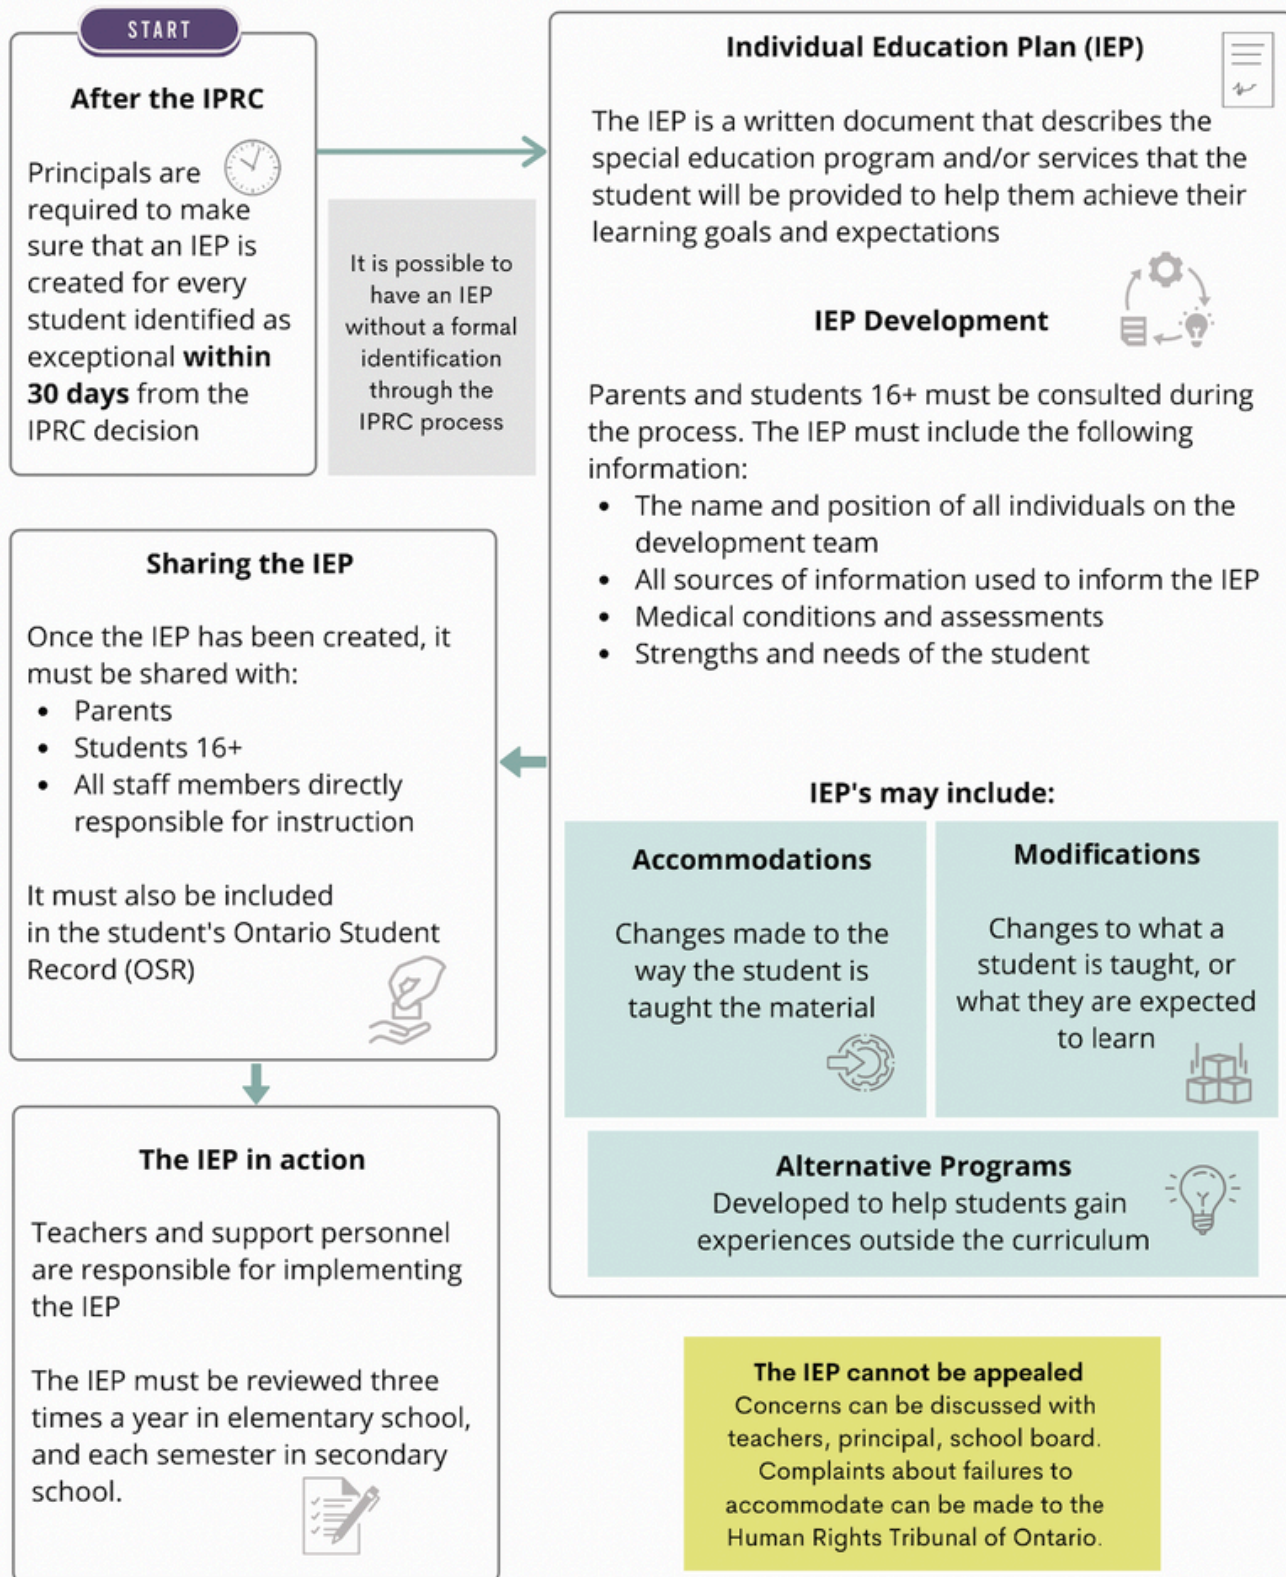 START
After the IPRC
Principals are
required to make
sure that an IEP is
created for every
student identified as
exceptional within
30 days from the
IPRC decision
It is possible to
have an IEP
without a formal
identification
through the
IPRC process
Individual Education Plan (IEP)
The IEP is a written document that describes the
special education program and/or services that the
student will be provided to help them achieve their
learning goals and expectations
IEP Development
Parents and students 16+ must be consulted during
the process. The IEP must include the following
information:
• The name and position of all individuals on the
development team
• All sources of information used to inform the IEP
• Medical conditions and assessments
• Strengths and needs of the student
IEP's may include:
Accommodations
Changes made to the
way the student is
taught the material
Modifications
Changes to what a
student is taught, or
what they are expected
to learn
Alternative Programs
Developed to help students gain
experiences outside the curriculum
Sharing the IEP
Once the IEP has been created, it
must be shared with:
• Parents
• Students 16+
• All staff members directly
responsible for instruction
It must also be included
in the student's Ontario Student
Record (OSR)
The IEP in action
Teachers and support personnel
are responsible for implementing
the IEP
The IEP must be reviewed three
times a year in elementary school,
and each semester in secondary
school.
The IEP cannot be appealed
Concerns can be discussed with
teachers, principal, school board.
Complaints about failures to
accommodate can be made to the
Human Rights Tribunal of Ontario.